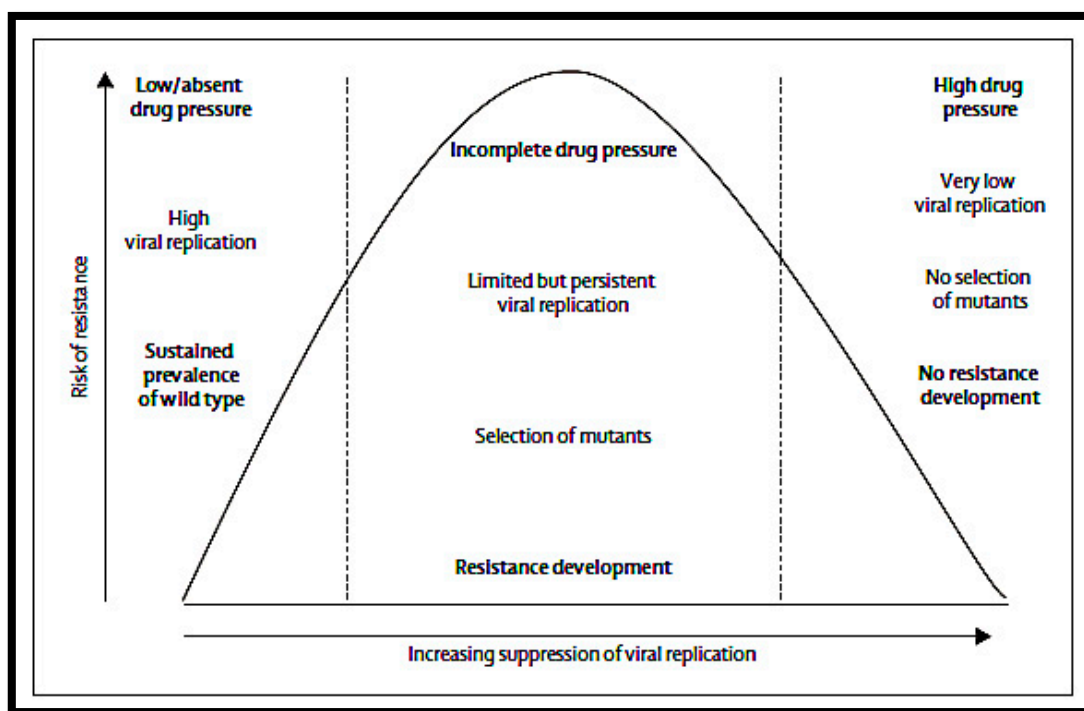 Low/absent
drug pressure
High
viral replication
Sustained
prevalence
of wild type
Incomplete drug pressure
Limited but persistent
viral replication
Selection of mutants
Resistance development
High drug
pressure
Very low
viral replication
No selection
of mutants
No resistance
development
Risk of resistance
Increasing suppression of viral replication